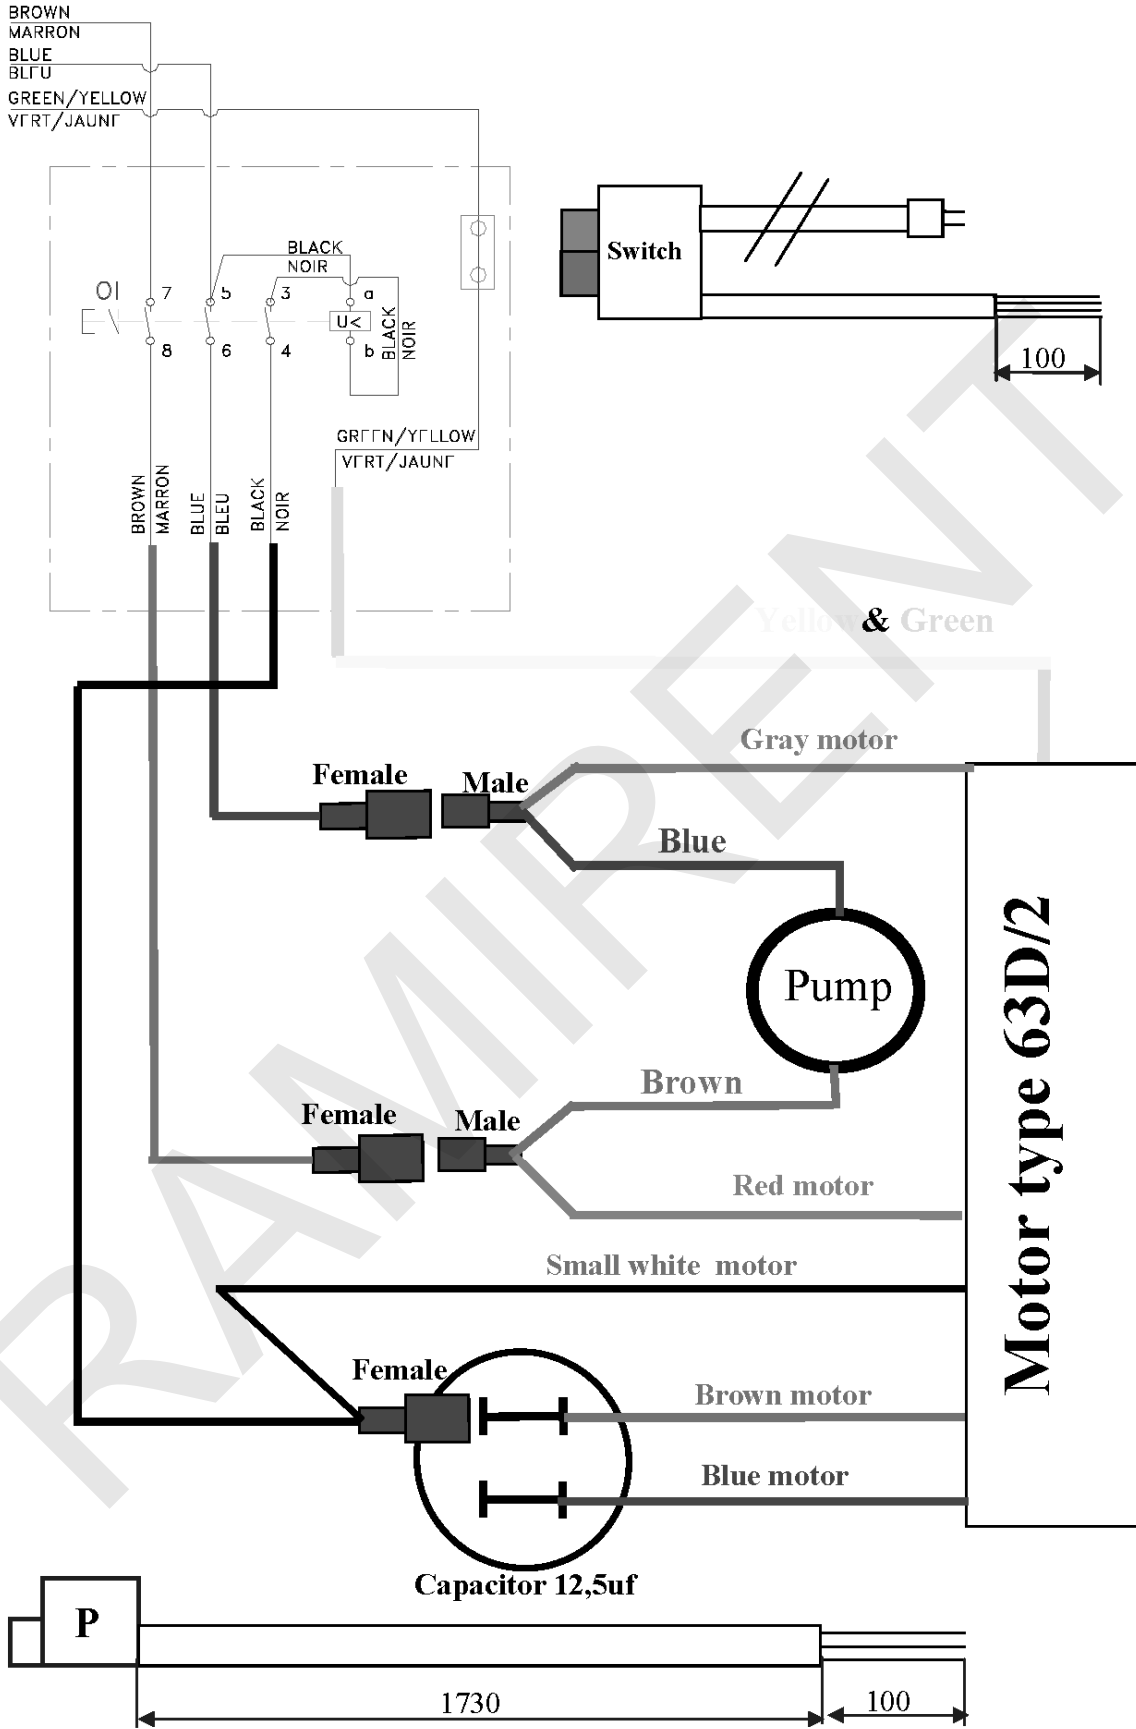 BROWN
MARRON
BLUE
BLEU
GREEN/YELLOW
VERT/JAUNE
BLACK
NOIR
OI
7
5
3
a
U<
BLACK
NOIR
8
6
4
b
Switch
100
GREEN/YELLOW
VERT/JAUNE
BROWN
MARRON
BLUE
BLEU
BLACK
NOIR
Yellow & Green
Gray motor
Female
Male
Blue
Pump
Motor type 63D/2
Brown
Female
Male
Red motor
Small white motor
Female
Brown motor
Blue motor
Capacitor 12,5uf
P
1730
100
RAMIRENT